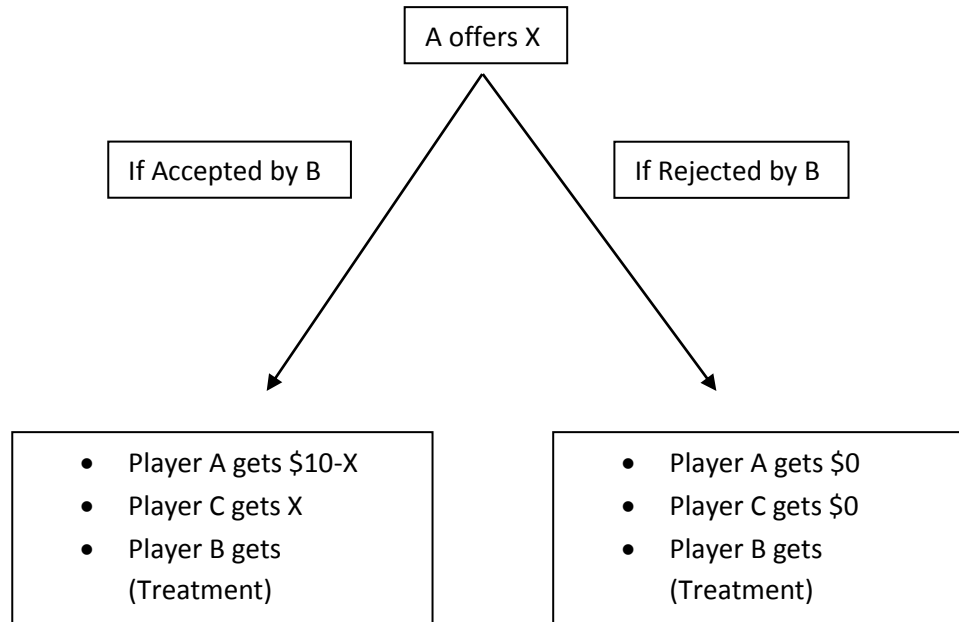 A offers X
If Accepted by B
If Rejected by B
• Player A gets $10-X
• Player C gets X
• Player B gets
(Treatment)
• Player A gets $0
• Player C gets $0
• Player B gets
(Treatment)